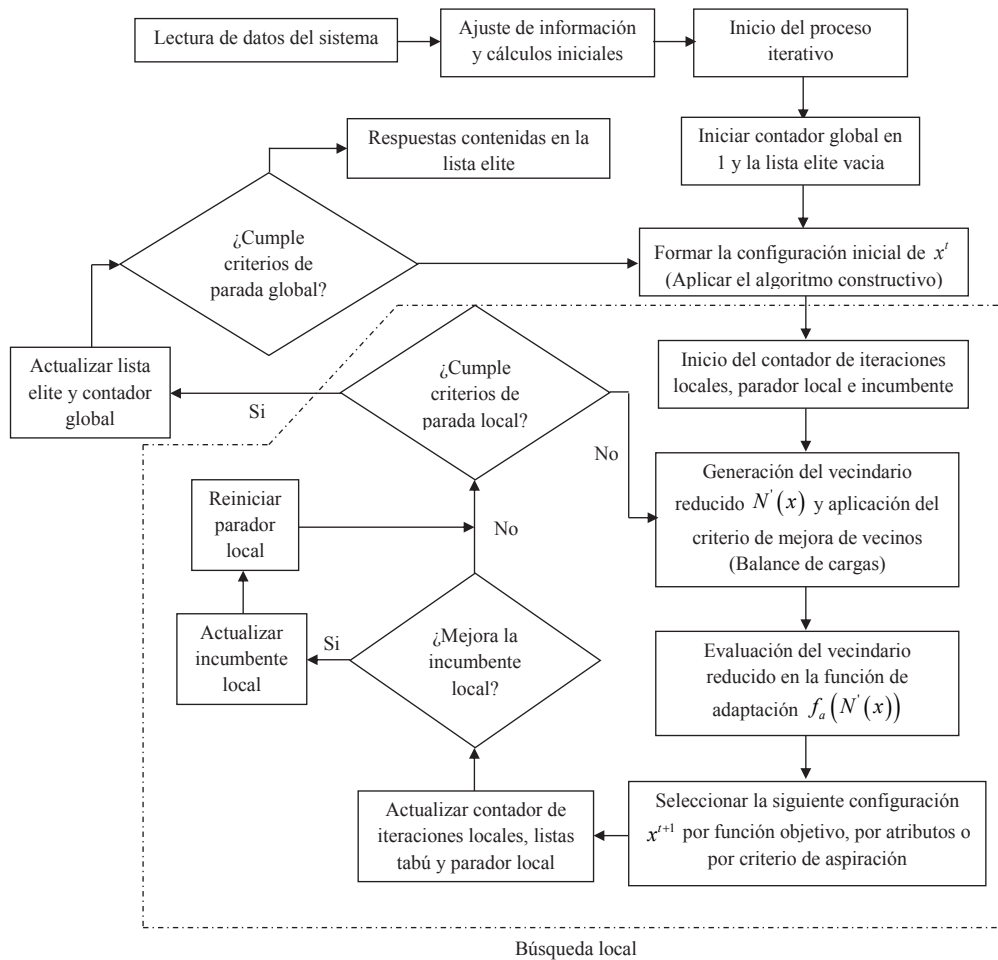 Lectura de datos del sistema
Ajuste de información
y cálculos iniciales
Inicio del proceso
iterativo
Iniciar contador global en
1 y la lista elite vacia
Respuestas contenidas en la
lista elite
¿Cumple
criterios de
parada global?
Formar la configuración inicial de x^t
(Aplicar el algoritmo constructivo)
Actualizar lista
elite y contador
global
Si
¿Cumple
criterios de
parada local?
No
Inicio del contador de iteraciones
locales, parador local e incumbente
Generación del vecindario
reducido N'(x) y aplicación del
criterio de mejora de vecinos
(Balance de cargas)
Reiniciar
parador
local
No
Actualizar
incumbente
local
Si
¿Mejora la
incumbente
local?
Evaluación del vecindario
reducido en la función de
adaptación f_a(N'(x))
Actualizar contador de
iteraciones locales, listas
tabú y parador local
Seleccionar la siguiente configuración
x^{t+1} por función objetivo, por atributos o
por criterio de aspiración
Búsqueda local